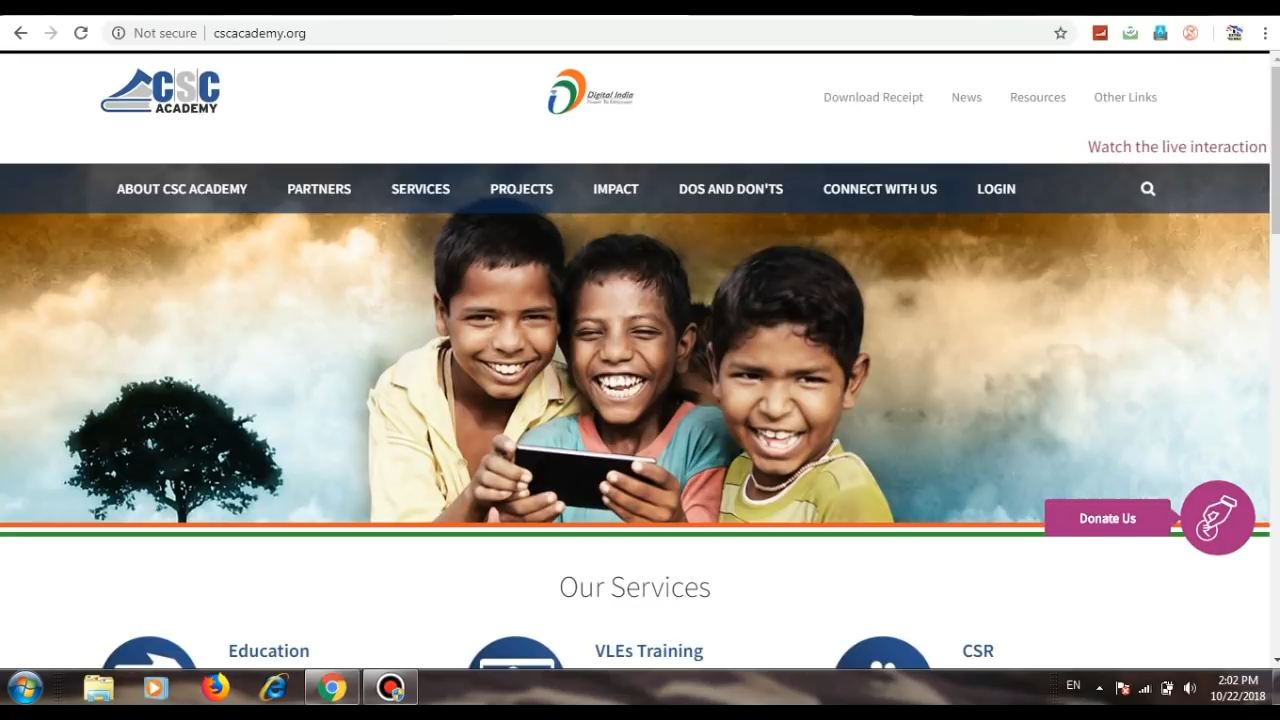 Not secure | cscacademy.org
CSC
ACADEMY
Digital India
Download Receipt News Resources Other Links
Watch the live interaction
ABOUT CSC ACADEMY PARTNERS SERVICES PROJECTS IMPACT DOS AND DON'TS CONNECT WITH US LOGIN
Donate Us
Our Services
Education VLEs Training CSR
EN 2:02 PM
10/22/2018